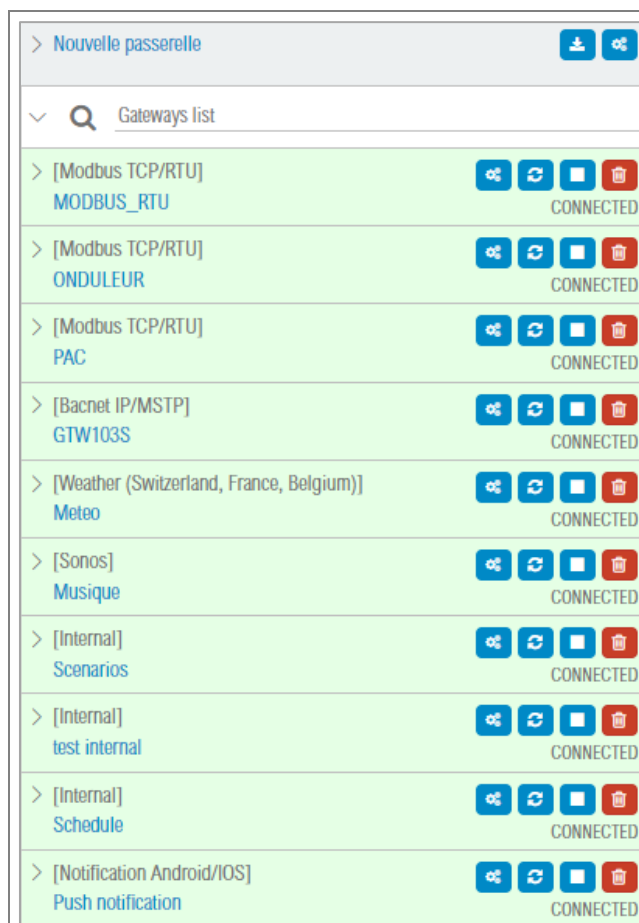 Nouvelle passerelle
Gateways list
[Modbus TCP/RTU]
MODBUS_RTU
CONNECTED
[Modbus TCP/RTU]
ONDULEUR
CONNECTED
[Modbus TCP/RTU]
PAC
CONNECTED
[Bacnet IP/MSTP]
GTW103S
CONNECTED
[Weather (Switzerland, France, Belgium)]
Meteo
CONNECTED
[Sonos]
Musique
CONNECTED
[Internal]
Scenarios
CONNECTED
[Internal]
test internal
CONNECTED
[Internal]
Schedule
CONNECTED
[Notification Android/IOS]
Push notification
CONNECTED